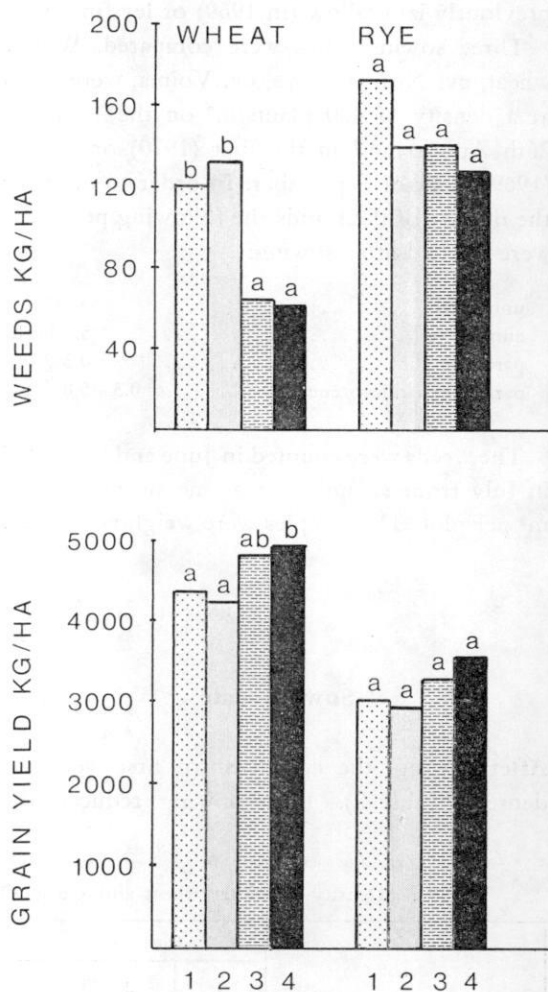 WHEAT RYE
WEEDS KG/HA
200
160
120
80
40
b b a a
a a a a
GRAIN YIELD KG/HA
5000
4000
3000
2000
1000
a a ab b
a a a a
1 2 3 4 1 2 3 4